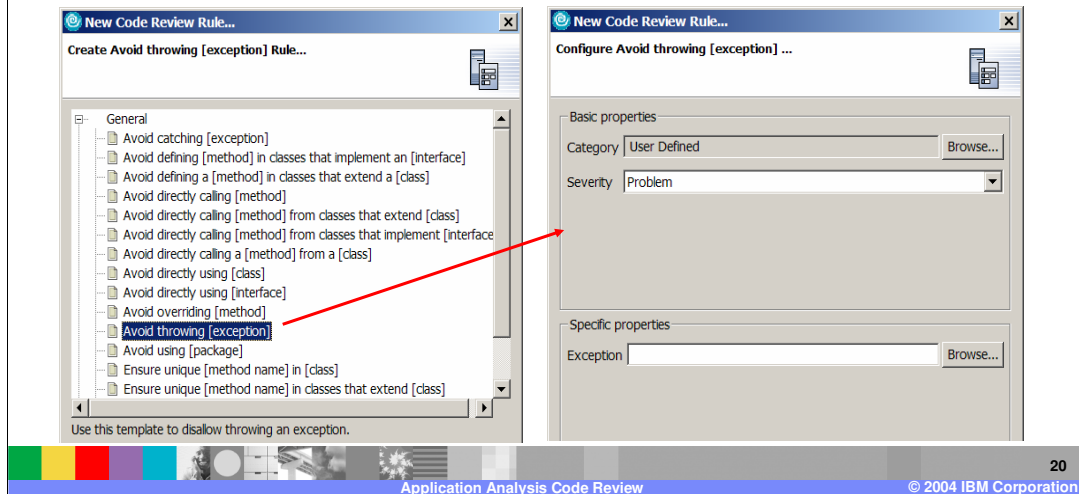 New Code Review Rule...
Create Avoid throwing [exception] Rule...
General
Avoid catching [exception]
Avoid defining [method] in classes that implement an [interface]
Avoid defining a [method] in classes that extend a [class]
Avoid directly calling [method]
Avoid directly calling [method] from classes that extend [class]
Avoid directly calling [method] from classes that implement [interface
Avoid directly calling a [method] from a [class]
Avoid directly using [class]
Avoid directly using [interface]
Avoid overriding [method]
Avoid throwing [exception]
Avoid using [package]
Ensure unique [method name] in [class]
Ensure unique [method name] in classes that extend [class]
Use this template to disallow throwing an exception.
New Code Review Rule...
Configure Avoid throwing [exception] ...
Basic properties
Category User Defined Browse...
Severity Problem
Specific properties
Exception Browse...
20
Application Analysis Code Review © 2004 IBM Corporation